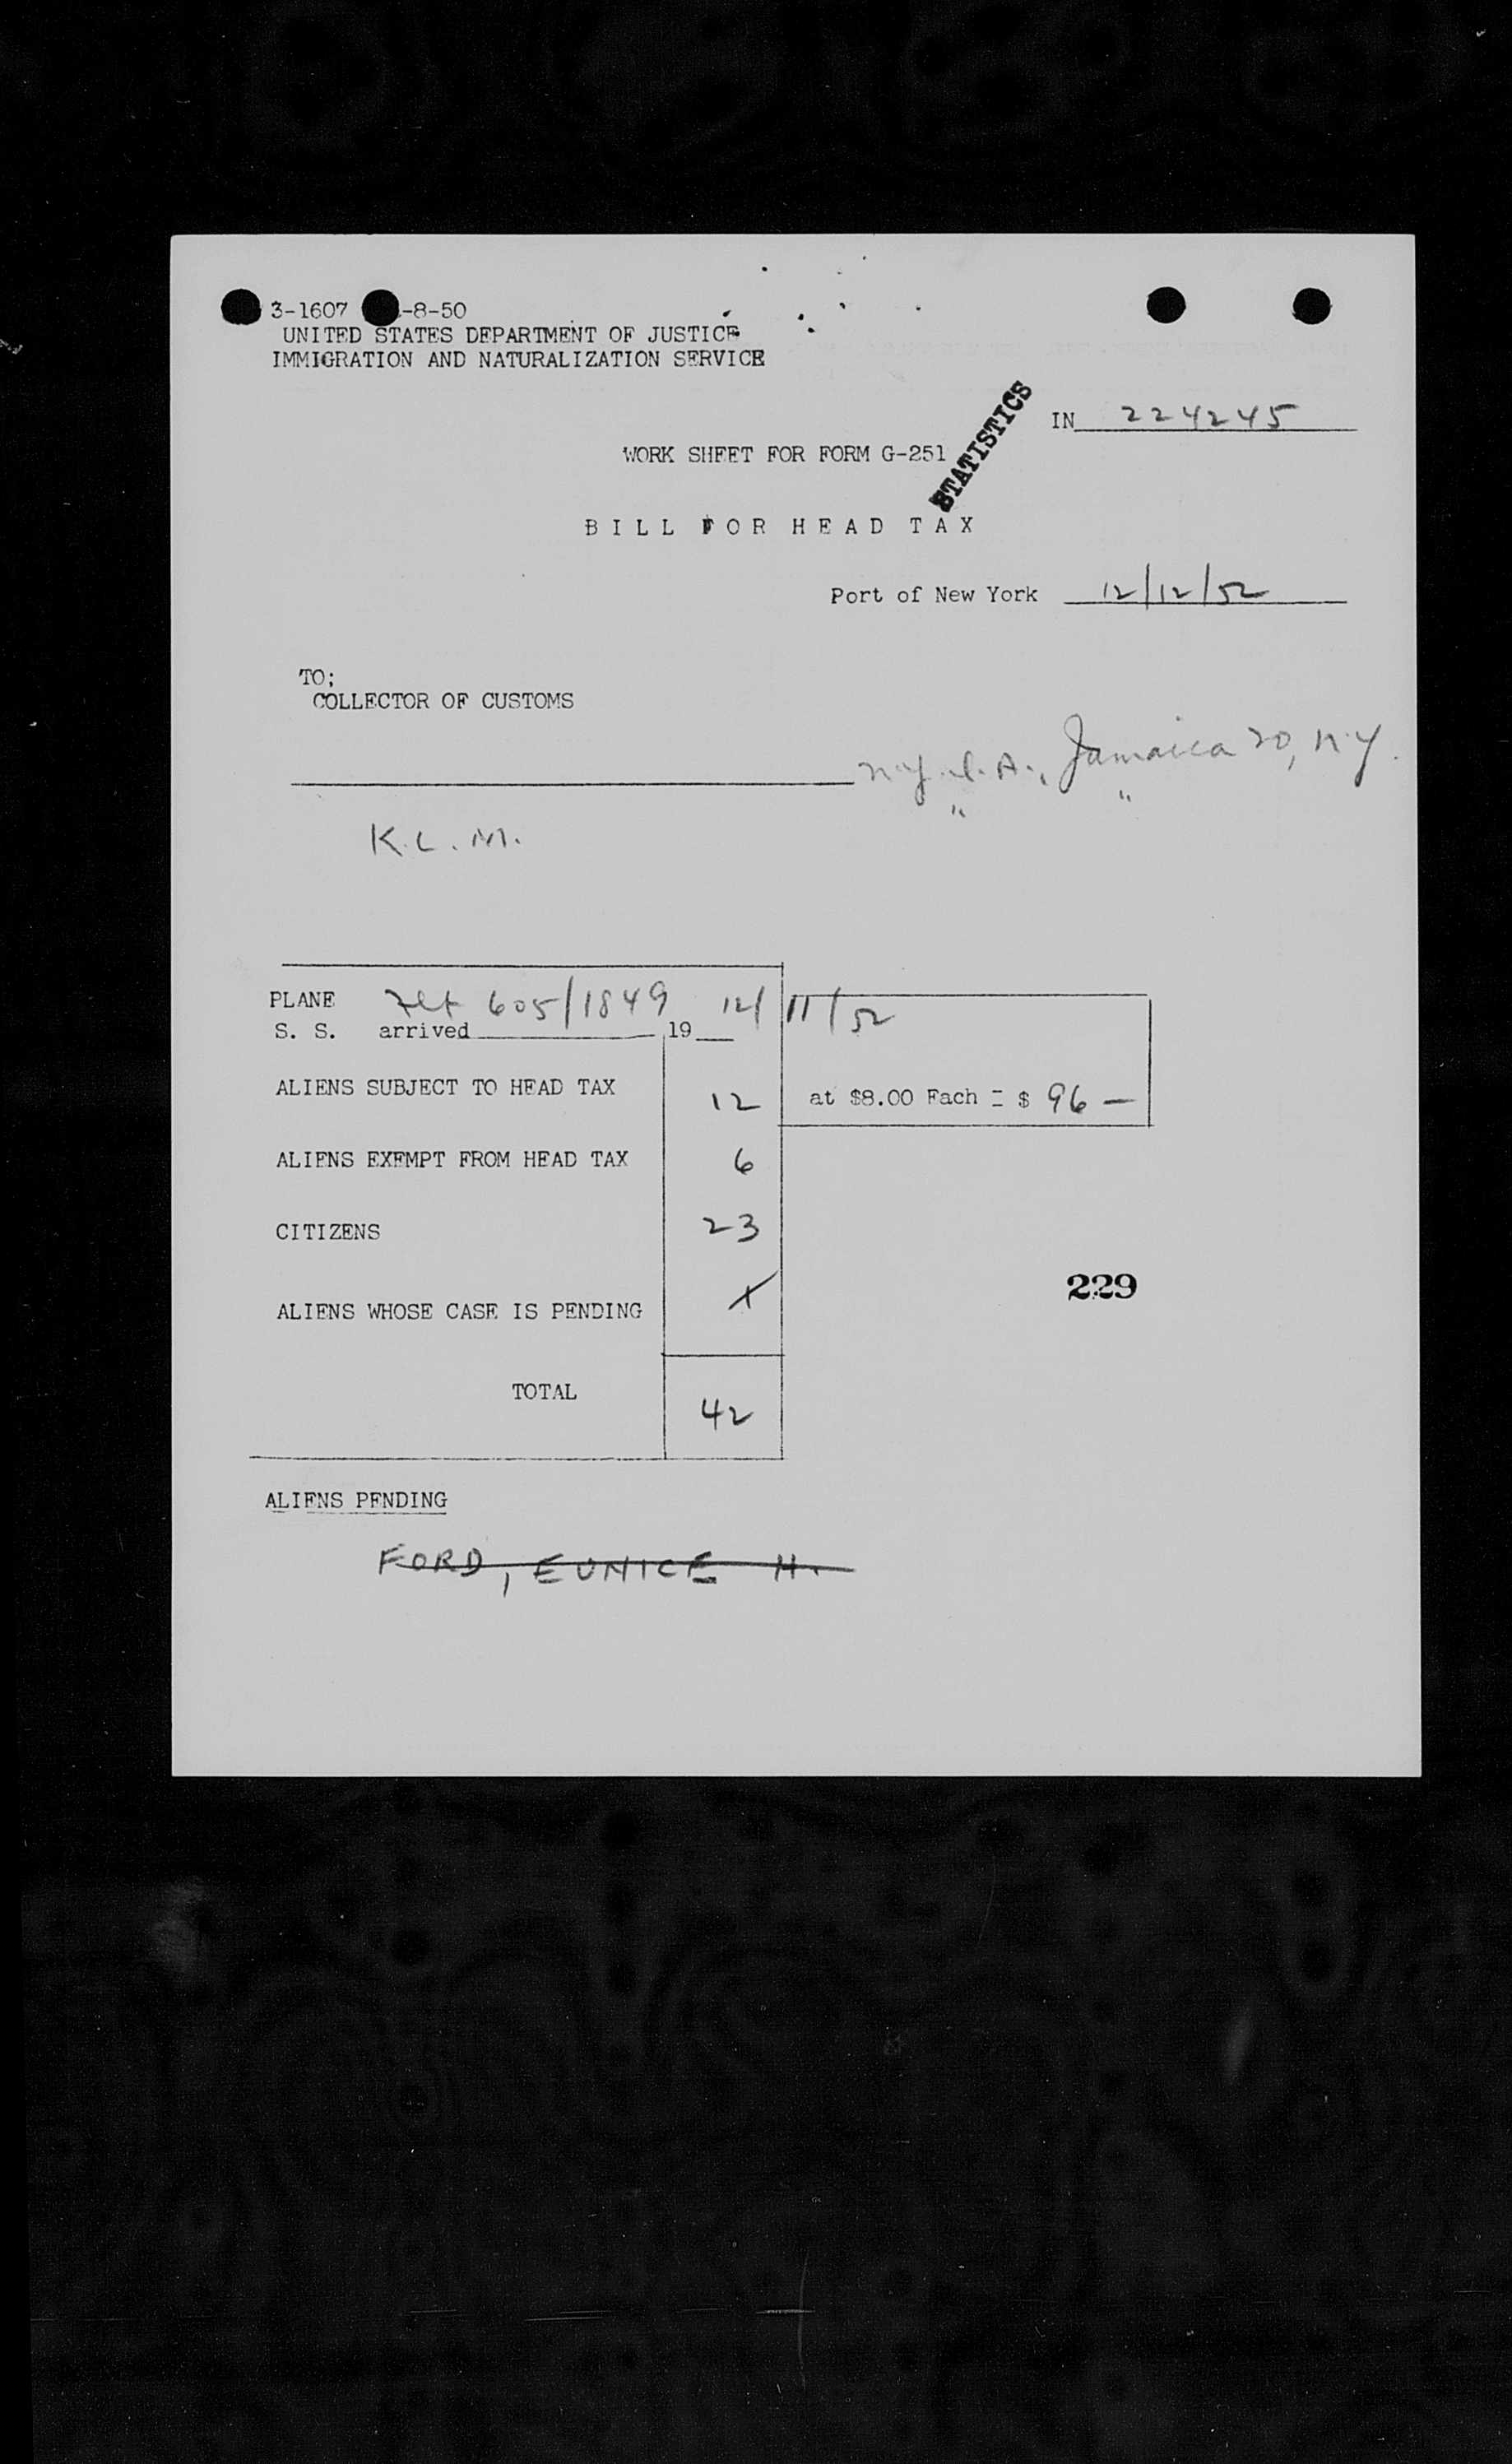 3-1607 -8-50
UNITED STATES DEPARTMENT OF JUSTICE
IMMIGRATION AND NATURALIZATION SERVICE
STATISTICS
IN 224245
WORK SHEET FOR FORM G-251
BILL FOR HEAD TAX
Port of New York 12/12/52
TO;
COLLECTOR OF CUSTOMS
N.Y.I.A., Jamaica 20, N.Y.
" "
K.L.M.
PLANE Flt 605/1849 12/11/52
S. S. arrived 19
ALIENS SUBJECT TO HEAD TAX 12 at $8.00 Each = $ 96 —
ALIENS EXEMPT FROM HEAD TAX 6
CITIZENS 23
229
ALIENS WHOSE CASE IS PENDING
TOTAL 42
ALIENS PENDING
FORD, EUNICE H.